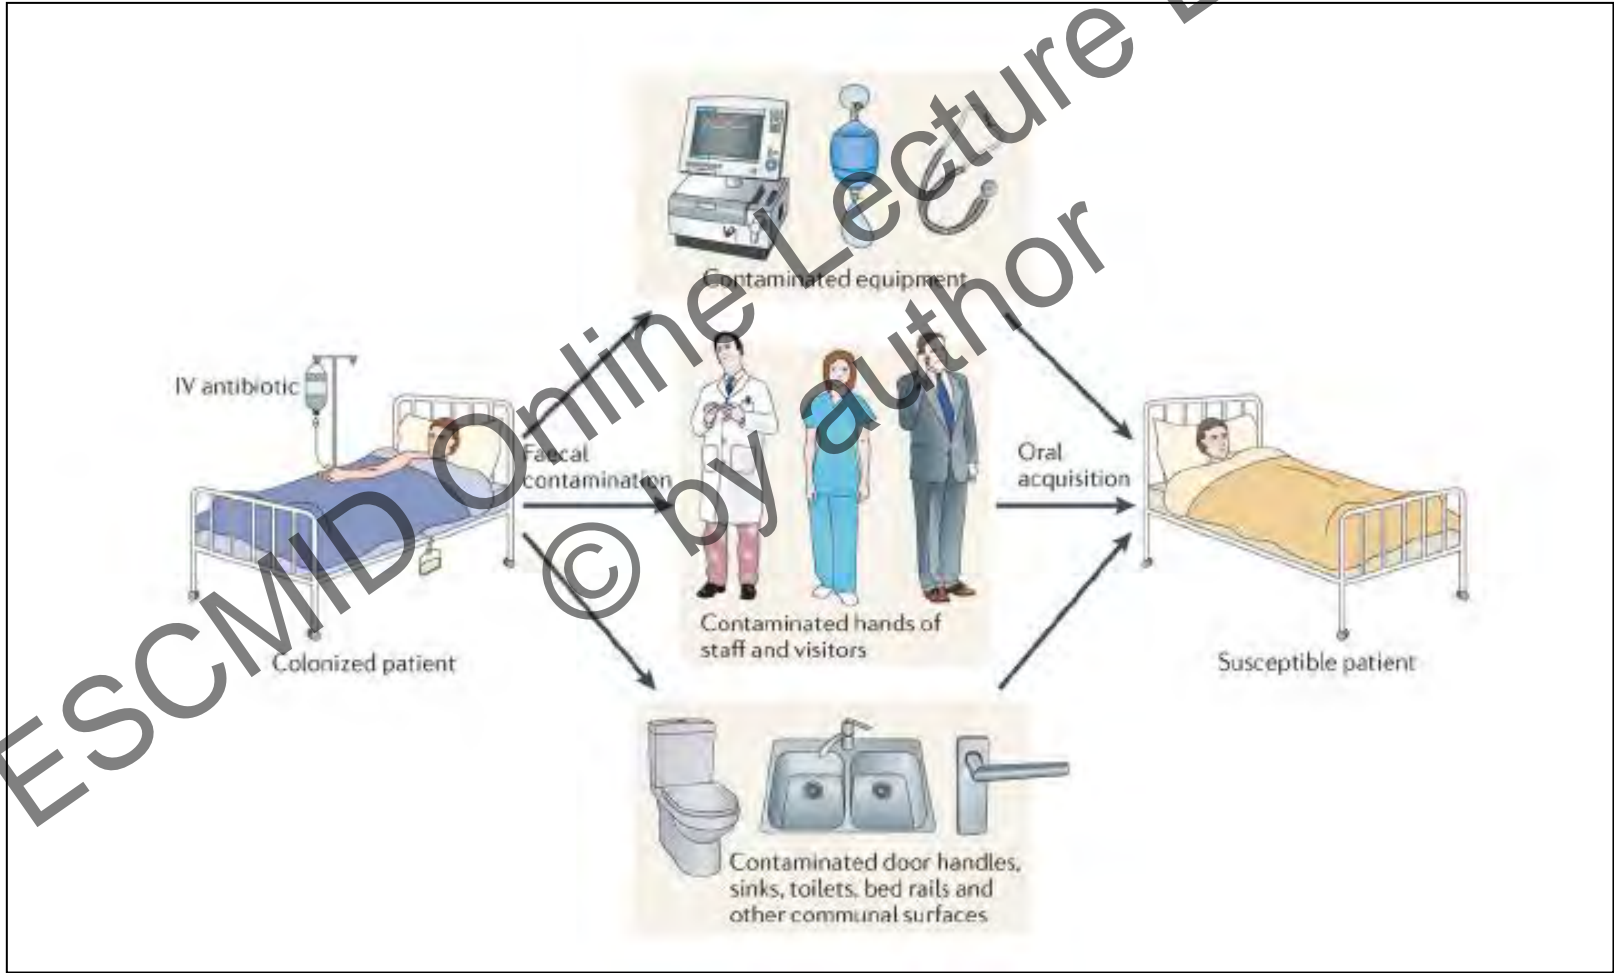 Contaminated equipment
IV antibiotic
Faecal
contamination
Oral
acquisition
Contaminated hands of
staff and visitors
Colonized patient
Susceptible patient
Contaminated door handles,
sinks, toilets, bed rails and
other communal surfaces
ESCMID Online Lecture
© by author